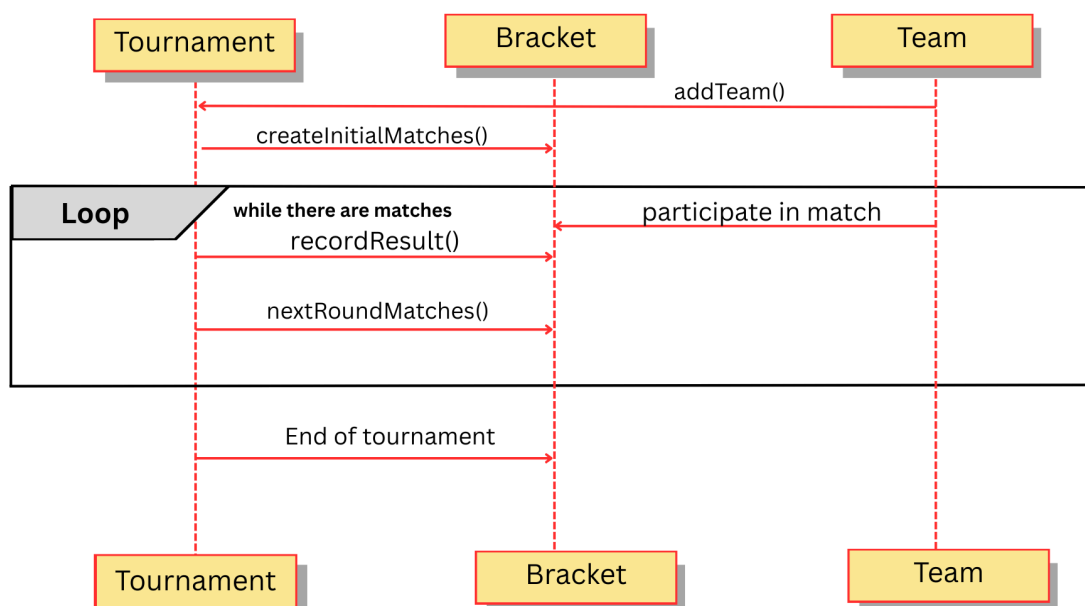 Tournament
Bracket
Team
addTeam()
createInitialMatches()
Loop
while there are matches
participate in match
recordResult()
nextRoundMatches()
End of tournament
Tournament
Bracket
Team